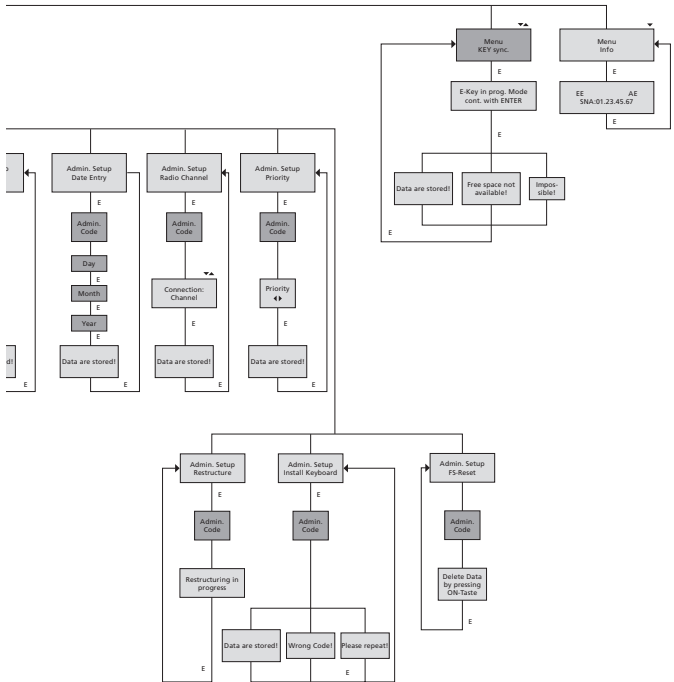 Menu
KEY sync.
Menu
Info
E
E
E-Key in prog. Mode
cont. with ENTER
EE AE
SNA:01.23.45.67
E
E
Data are stored!
Free space not
available!
Impos-
sible!
E
Admin. Setup
Date Entry
Admin. Setup
Radio Channel
Admin. Setup
Priority
E
E
E
Admin.
Code
Admin.
Code
Admin.
Code
Day
E
Month
E
Year
E
Connection:
Channel
E
Priority
E
Data are stored!
Data are stored!
Data are stored!
E
E
E
E
Admin. Setup
Restructure
Admin. Setup
Install Keyboard
Admin. Setup
FS-Reset
E
E
Admin.
Code
Admin.
Code
Admin.
Code
Restructuring in
progress
Delete Data
by pressing
ON-Taste
E
Data are stored!
Wrong Code!
Please repeat!
E
E